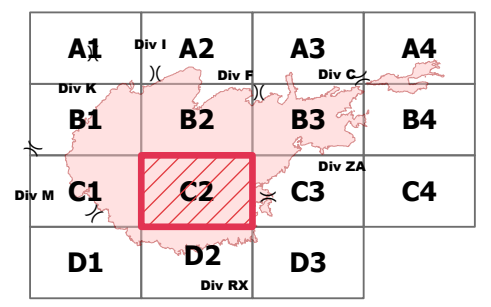 A1
Div I
A2
A3
A4
Div F
Div C
Div K
B1
B2
B3
B4
Div ZA
Div M
C1
C2
C3
C4
D1
D2
D3
Div RX